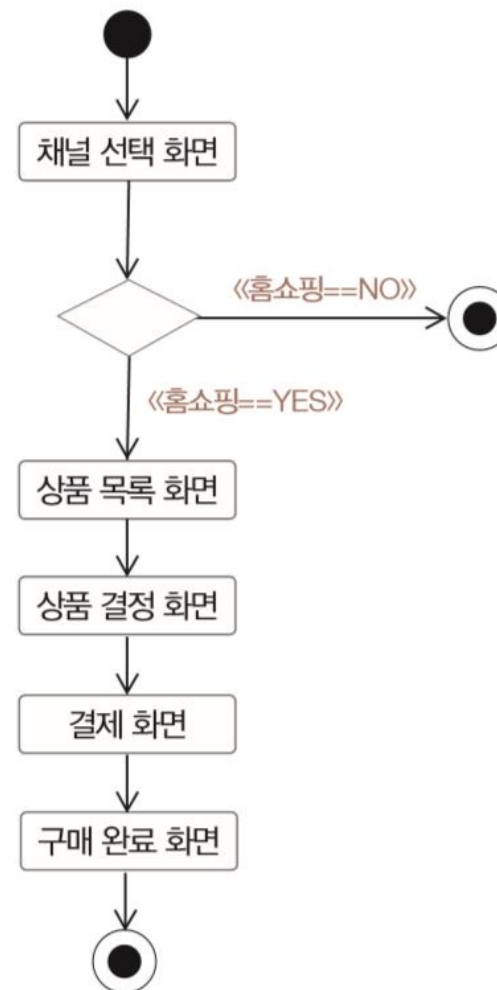 채널 선택 화면
《홈쇼핑==NO》
《홈쇼핑==YES》
상품 목록 화면
상품 결정 화면
결제 화면
구매 완료 화면